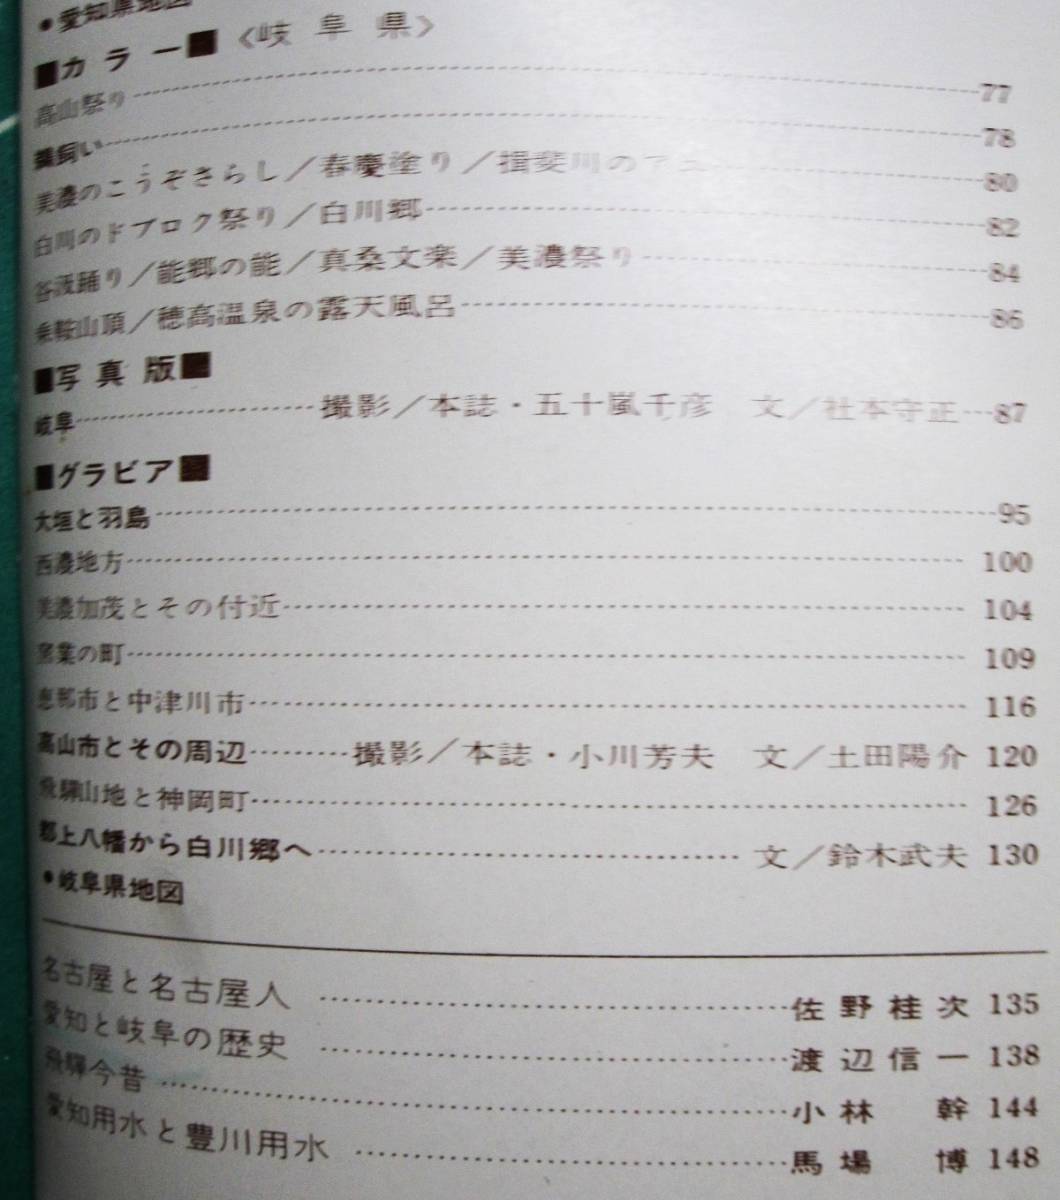 ●愛知県地図
■カラー■〈岐阜県〉
高山祭り 77
鵜飼い 78
美濃のこうぞさらし／春慶塗り／揖斐川のアユ 80
白川のドブロク祭り／白川郷 82
谷汲踊り／能郷の能／真桑文楽／美濃祭り 84
乗鞍山頂／穂高温泉の露天風呂 86
■写真版■
岐阜 撮影／本誌・五十嵐千彦 文／社本守正 87
■グラビア■
大垣と羽島 95
西濃地方 100
美濃加茂とその付近 104
窯業の町 109
恵那市と中津川市 116
高山市とその周辺 撮影／本誌・小川芳夫 文／土田陽介 120
飛騨山地と神岡町 126
郡上八幡から白川郷へ 文／鈴木武夫 130
●岐阜県地図
名古屋と名古屋人 佐野桂次 135
愛知と岐阜の歴史 渡辺信一 138
飛騨今昔 小林 幹 144
愛知用水と豊川用水 馬場 博 148